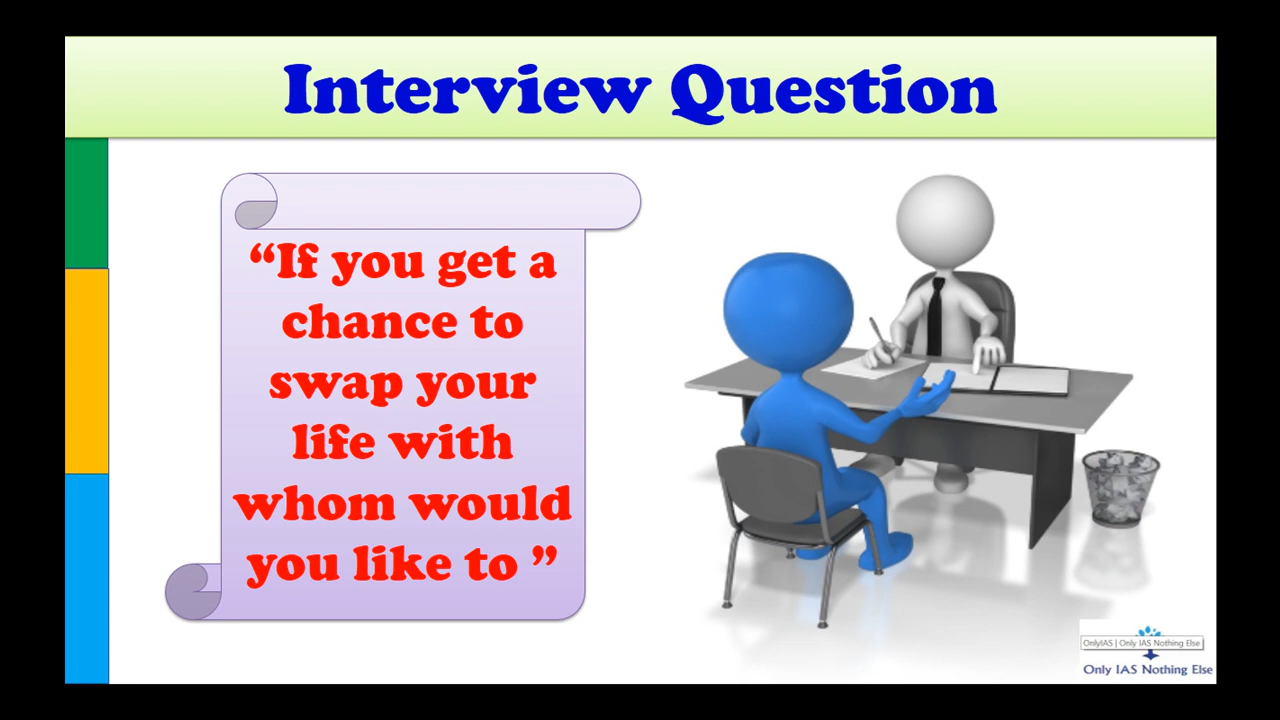 Interview Question
“If you get a
chance to
swap your
life with
whom would
you like to ”
OnlyIAS | Only IAS Nothing Else
Only IAS Nothing Else